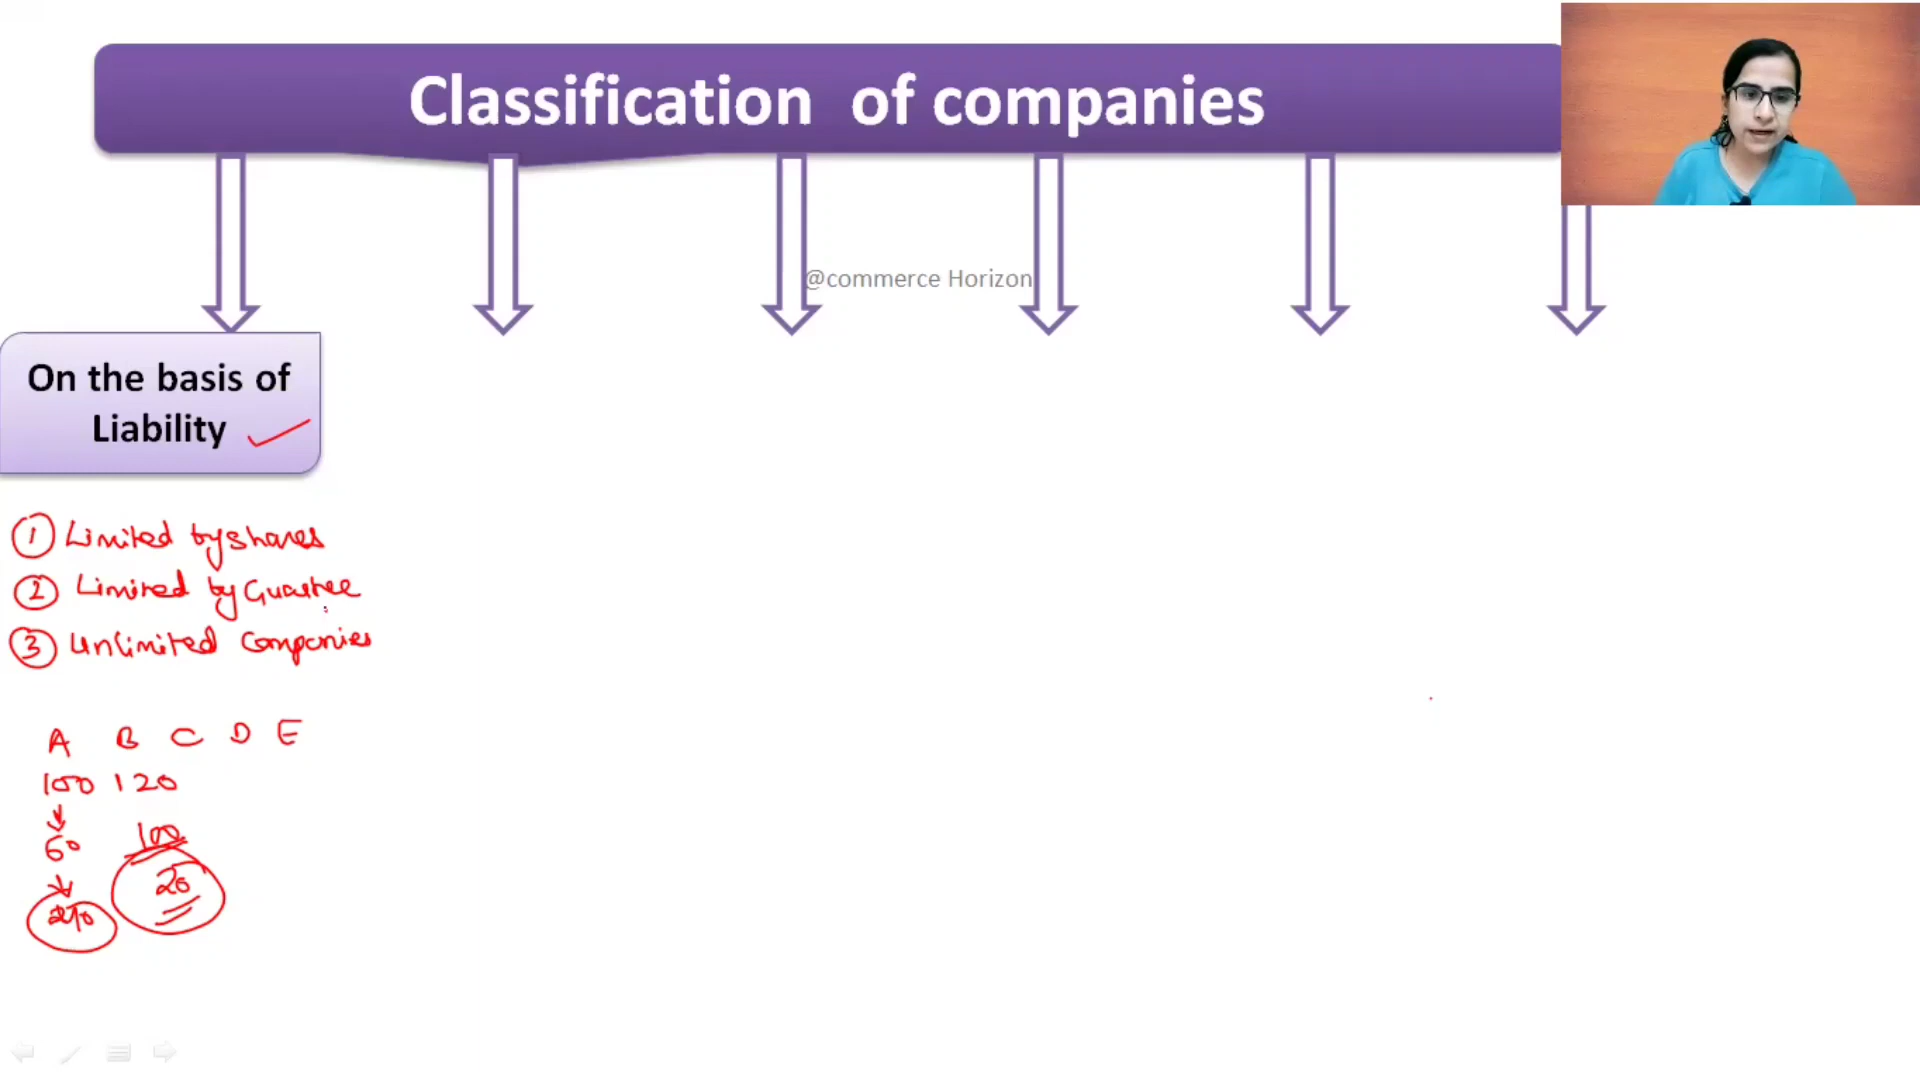 Classification of companies
@commerce Horizon
On the basis of
Liability
1 Limited by shares
2 Limited by
3 Unlimited Companies
A B C D E
100 120
100
60
20